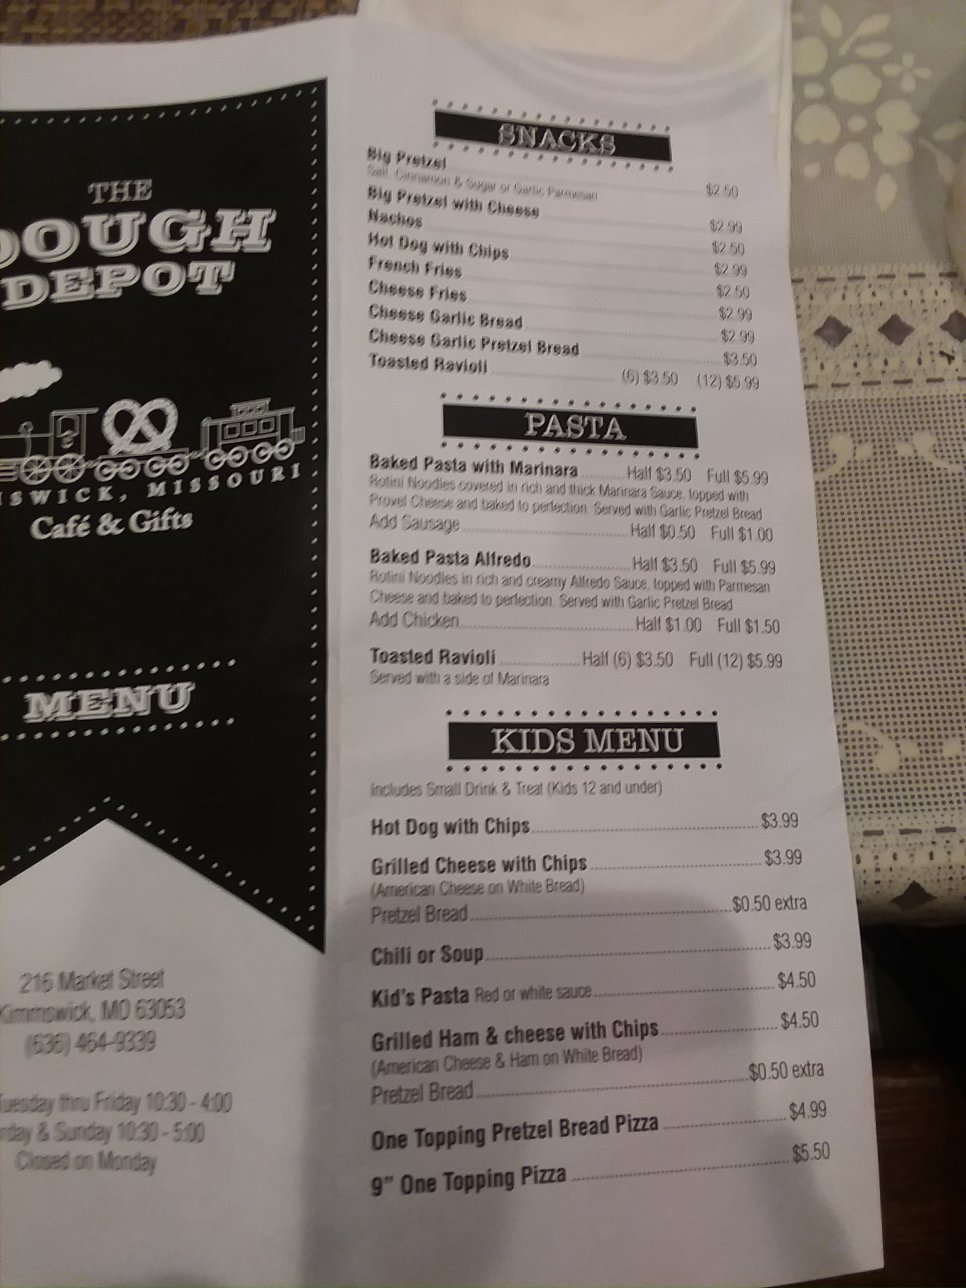 THE
DOUGH
DEPOT
MISSOURI
Café & Gifts
MENU
216 Market Street
Kimmswick, MO 63053
(636) 464-9339
Tuesday thru Friday 10:30 - 4:00
& Sunday 10:30 - 5:00
Closed on Monday
SNACKS
Big Pretzel $2.50
Salt, Cinnamon & Sugar or Garlic Parmesan
Big Pretzel with Cheese $2.99
Nachos $2.50
Hot Dog with Chips $2.99
French Fries $2.50
Cheese Fries $2.99
Cheese Garlic Bread $2.99
Cheese Garlic Pretzel Bread $3.50
Toasted Ravioli (6) $3.50 (12) $5.99
PASTA
Baked Pasta with Marinara Half $3.50 Full $5.99
Rotini Noodles covered in rich and thick Marinara Sauce, topped with
Provel Cheese and baked to perfection. Served with Garlic Pretzel Bread
Add Sausage Half $0.50 Full $1.00
Baked Pasta Alfredo Half $3.50 Full $5.99
Rotini Noodles in rich and creamy Alfredo Sauce, topped with Parmesan
Cheese and baked to perfection. Served with Garlic Pretzel Bread
Add Chicken Half $1.00 Full $1.50
Toasted Ravioli Half (6) $3.50 Full (12) $5.99
Served with a side of Marinara
KIDS MENU
Includes Small Drink & Treat (Kids 12 and under)
Hot Dog with Chips $3.99
Grilled Cheese with Chips $3.99
(American Cheese on White Bread)
Pretzel Bread $0.50 extra
Chili or Soup $3.99
Kid's Pasta Red or white sauce $4.50
Grilled Ham & cheese with Chips $4.50
(American Cheese & Ham on White Bread)
Pretzel Bread $0.50 extra
One Topping Pretzel Bread Pizza $4.99
9" One Topping Pizza $5.50